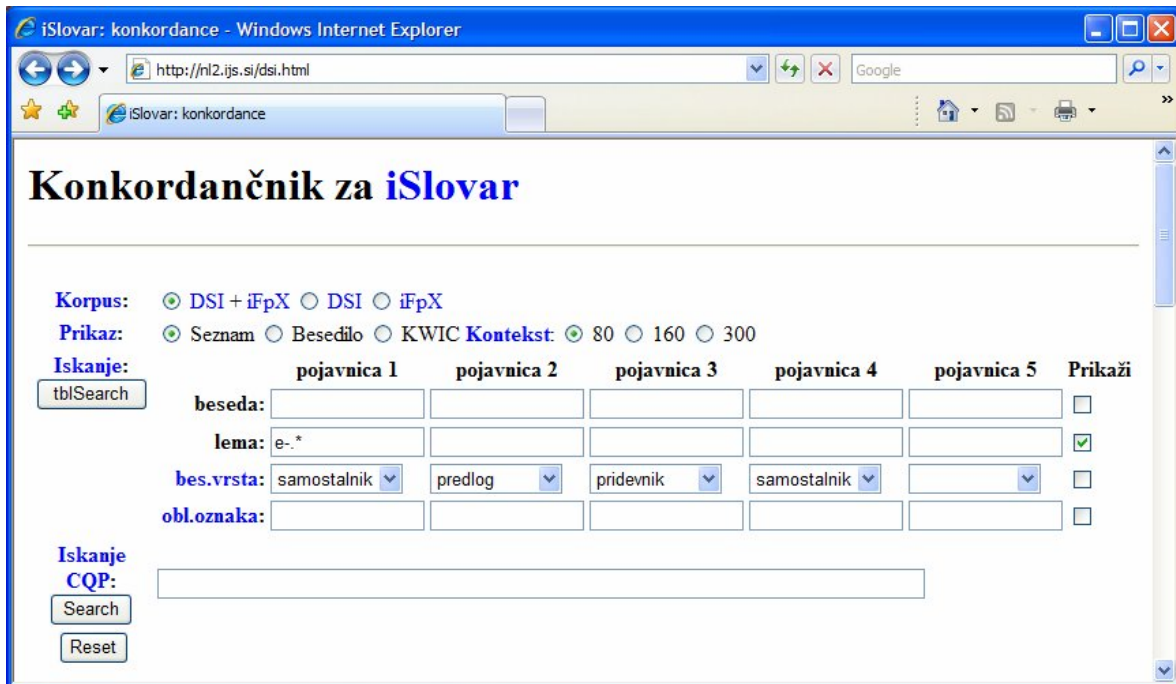 iSlovar: konkordance - Windows Internet Explorer
http://nl2.ijs.si/dsi.html Google
iSlovar: konkordance
Konkordančnik za iSlovar
Korpus: DSI + iFpX DSI iFpX
Prikaz: Seznam Besedilo KWIC Kontekst: 80 160 300
Iskanje: pojavnica 1 pojavnica 2 pojavnica 3 pojavnica 4 pojavnica 5 Prikaži
tblSearch
beseda:
lema: e-.*
bes.vrsta: samostalnik predlog pridevnik samostalnik
obl.oznaka:
Iskanje
CQP:
Search
Reset